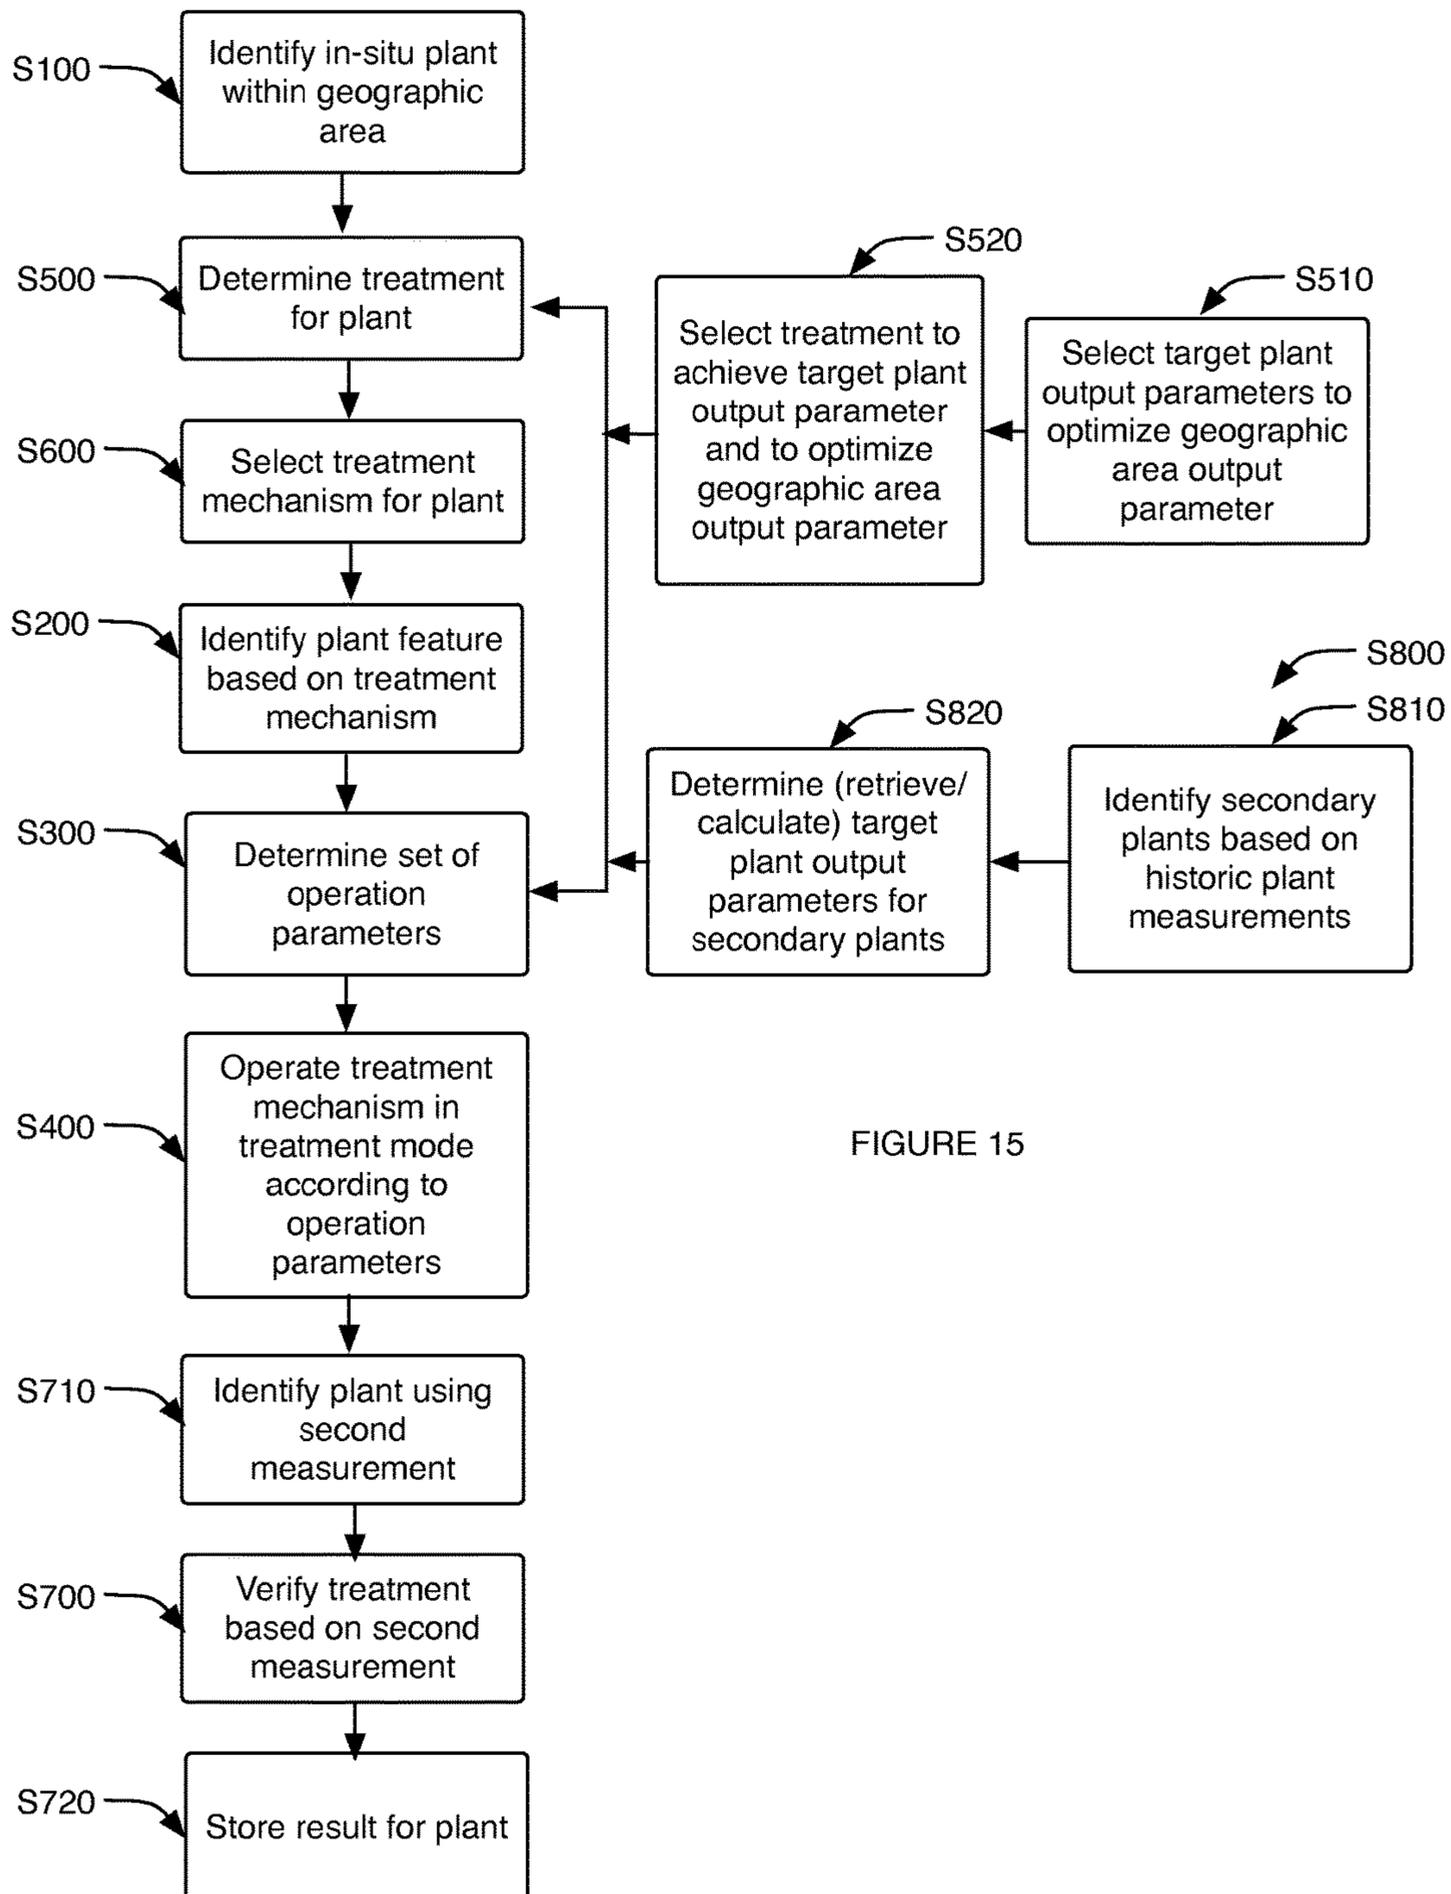 S100
Identify in-situ plant
within geographic
area
S500
Determine treatment
for plant
S520
Select treatment to
achieve target plant
output parameter
and to optimize
geographic area
output parameter
S510
Select target plant
output parameters to
optimize geographic
area output
parameter
S600
Select treatment
mechanism for plant
S200
Identify plant feature
based on treatment
mechanism
S800
S810
Identify secondary
plants based on
historic plant
measurements
S820
Determine (retrieve/
calculate) target
plant output
parameters for
secondary plants
S300
Determine set of
operation
parameters
S400
Operate treatment
mechanism in
treatment mode
according to
operation
parameters
FIGURE 15
S710
Identify plant using
second
measurement
S700
Verify treatment
based on second
measurement
S720
Store result for plant